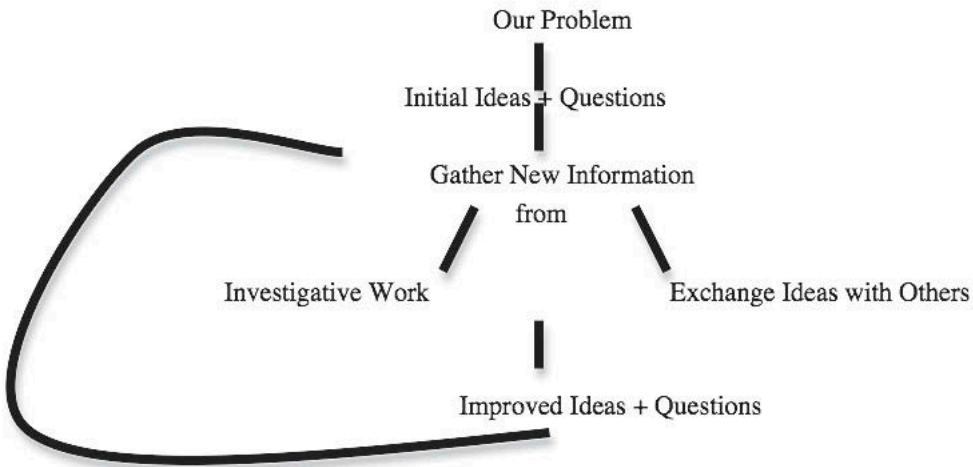 Our Problem
Initial Ideas + Questions
Gather New Information
from
Investigative Work
Exchange Ideas with Others
Improved Ideas + Questions